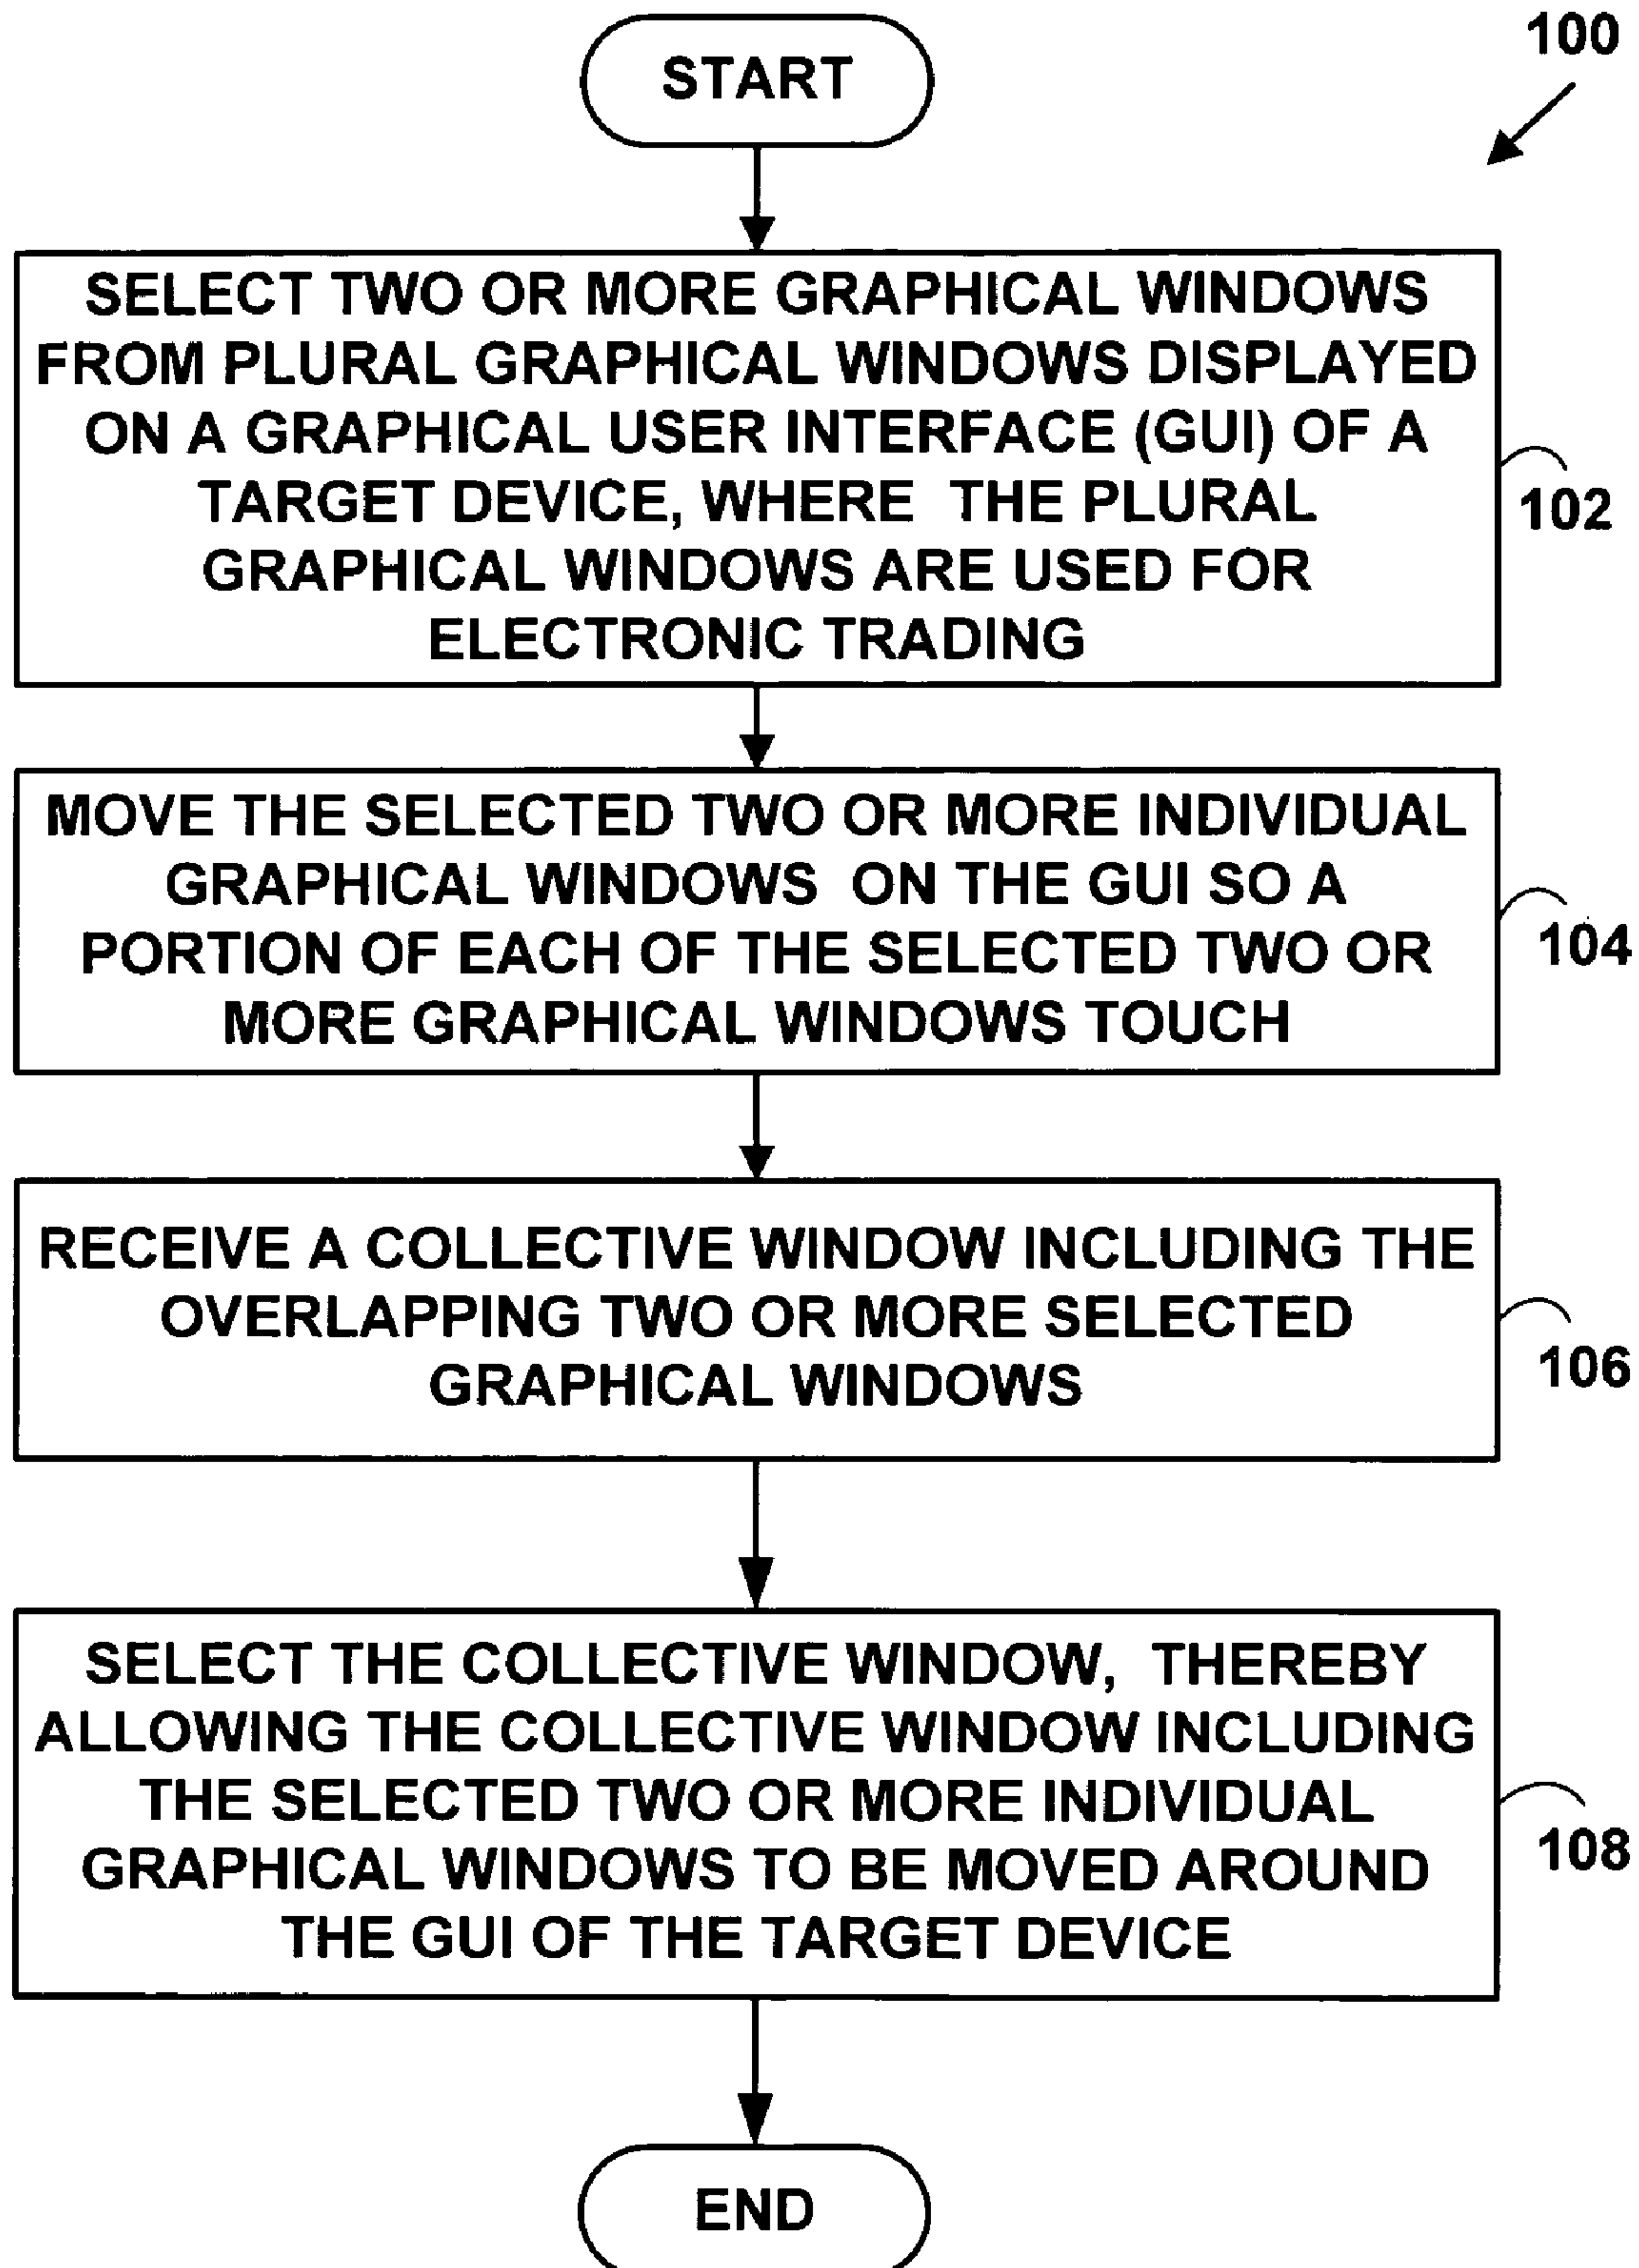 100
START
SELECT TWO OR MORE GRAPHICAL WINDOWS
FROM PLURAL GRAPHICAL WINDOWS DISPLAYED
ON A GRAPHICAL USER INTERFACE (GUI) OF A
TARGET DEVICE, WHERE THE PLURAL
GRAPHICAL WINDOWS ARE USED FOR
ELECTRONIC TRADING
102
MOVE THE SELECTED TWO OR MORE INDIVIDUAL
GRAPHICAL WINDOWS ON THE GUI SO A
PORTION OF EACH OF THE SELECTED TWO OR
MORE GRAPHICAL WINDOWS TOUCH
104
RECEIVE A COLLECTIVE WINDOW INCLUDING THE
OVERLAPPING TWO OR MORE SELECTED
GRAPHICAL WINDOWS
106
SELECT THE COLLECTIVE WINDOW, THEREBY
ALLOWING THE COLLECTIVE WINDOW INCLUDING
THE SELECTED TWO OR MORE INDIVIDUAL
GRAPHICAL WINDOWS TO BE MOVED AROUND
THE GUI OF THE TARGET DEVICE
108
END